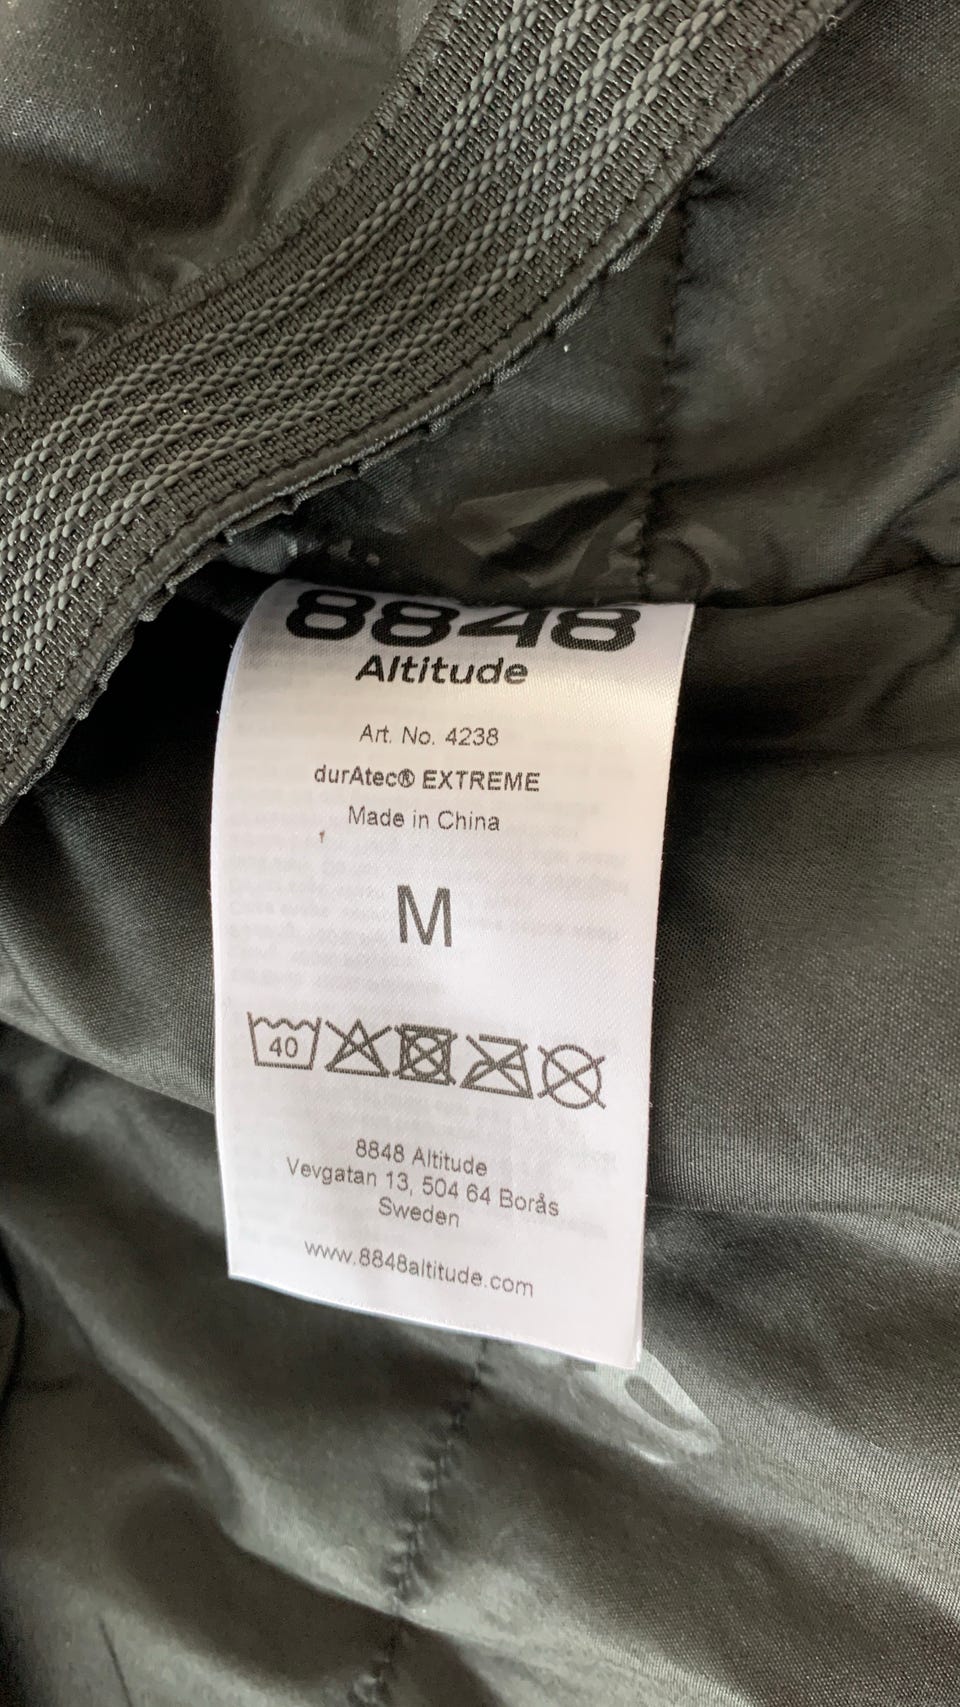 8848
Altitude
Art. No. 4238
durAtec® EXTREME
Made in China
M
40
8848 Altitude
Vevgatan 13, 504 64 Borås
Sweden
www.8848altitude.com